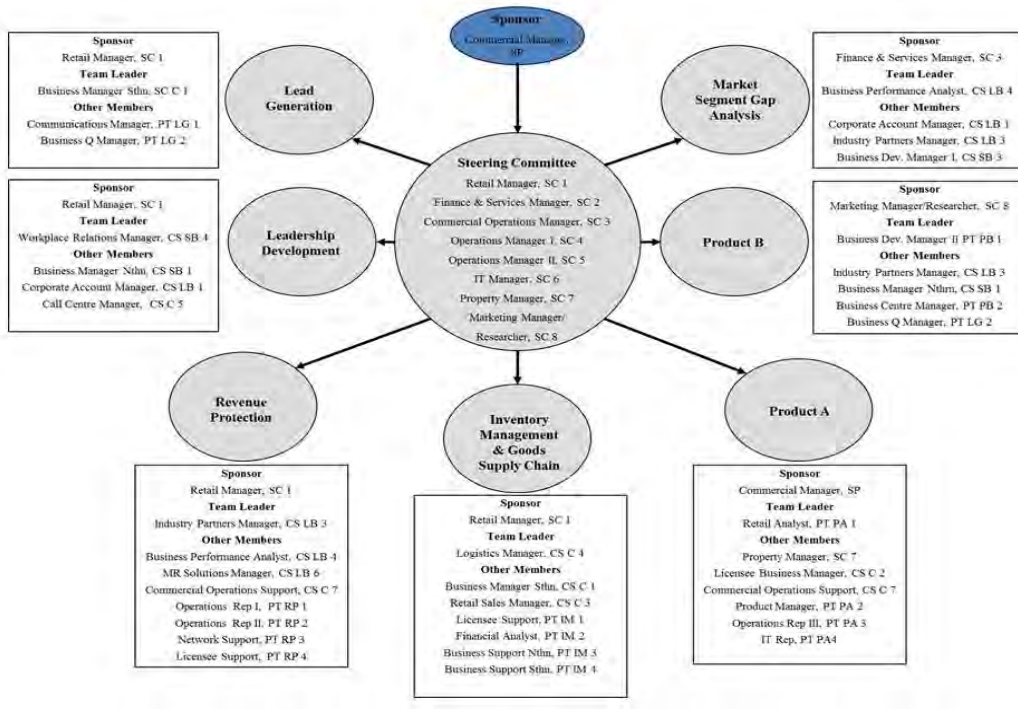 Sponsor
Commercial Manager,
SP
Sponsor
Retail Manager, SC 1
Team Leader
Business Manager Sthn, SC C 1
Other Members
Communications Manager, PT LG 1
Business Q Manager, PT LG 2
Lead
Generation
Market
Segment Gap
Analysis
Sponsor
Finance & Services Manager, SC 3
Team Leader
Business Performance Analyst, CS LB 4
Other Members
Corporate Account Manager, CS LB 1
Industry Partners Manager, CS LB 3
Business Dev. Manager I, CS SB 3
Steering Committee
Retail Manager, SC 1
Finance & Services Manager, SC 2
Commercial Operations Manager, SC 3
Operations Manager I, SC 4
Operations Manager II, SC 5
IT Manager, SC 6
Property Manager, SC 7
Marketing Manager/
Researcher, SC 8
Sponsor
Retail Manager, SC 1
Team Leader
Workplace Relations Manager, CS SB 4
Other Members
Business Manager Nthn, CS SB 1
Corporate Account Manager, CS LB 1
Call Centre Manager, CS C 5
Leadership
Development
Product B
Sponsor
Marketing Manager/Researcher, SC 8
Team Leader
Business Dev. Manager II PT PB 1
Other Members
Industry Partners Manager, CS LB 3
Business Manager Nthrn, CS SB 1
Business Centre Manager, PT PB 2
Business Q Manager, PT LG 2
Revenue
Protection
Inventory
Management
& Goods
Supply Chain
Product A
Sponsor
Retail Manager, SC 1
Team Leader
Industry Partners Manager, CS LB 3
Other Members
Business Performance Analyst, CS LB 4
MR Solutions Manager, CS LB 6
Commercial Operations Support, CS C 7
Operations Rep I, PT RP 1
Operations Rep II, PT RP 2
Network Support, PT RP 3
Licensee Support, PT RP 4
Sponsor
Retail Manager, SC 1
Team Leader
Logistics Manager, CS C 4
Other Members
Business Manager Sthn, CS C 1
Retail Sales Manager, CS C 3
Licensee Support, PT IM 1
Financial Analyst, PT IM 2
Business Support Nthn, PT IM 3
Business Support Sthn, PT IM 4
Sponsor
Commercial Manager, SP
Team Leader
Retail Analyst, PT PA 1
Other Members
Property Manager, SC 7
Licensee Business Manager, CS C 2
Commercial Operations Support, CS C 7
Product Manager, PT PA 2
Operations Rep III, PT PA 3
IT Rep, PT PA4